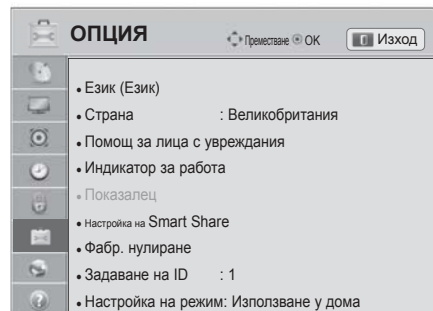 ОПЦИЯ
Преместване OK
Изход
• Език (Език)
• Страна : Великобритания
• Помощ за лица с увреждания
• Индикатор за работа
• Показалец
• Настройка на Smart Share
• Фабр. нулиране
• Задаване на ID : 1
• Настройка на режим: Използване у дома